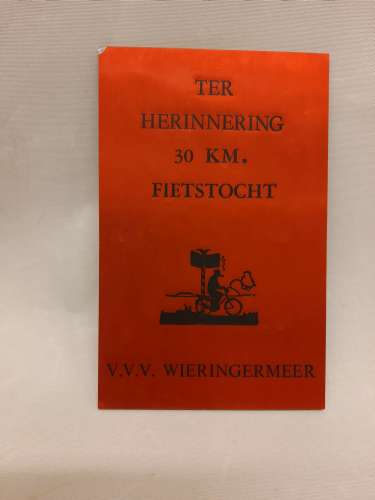 TER
HERINNERING
30 KM.
FIETSTOCHT
V.V.V. WIERINGERMEER